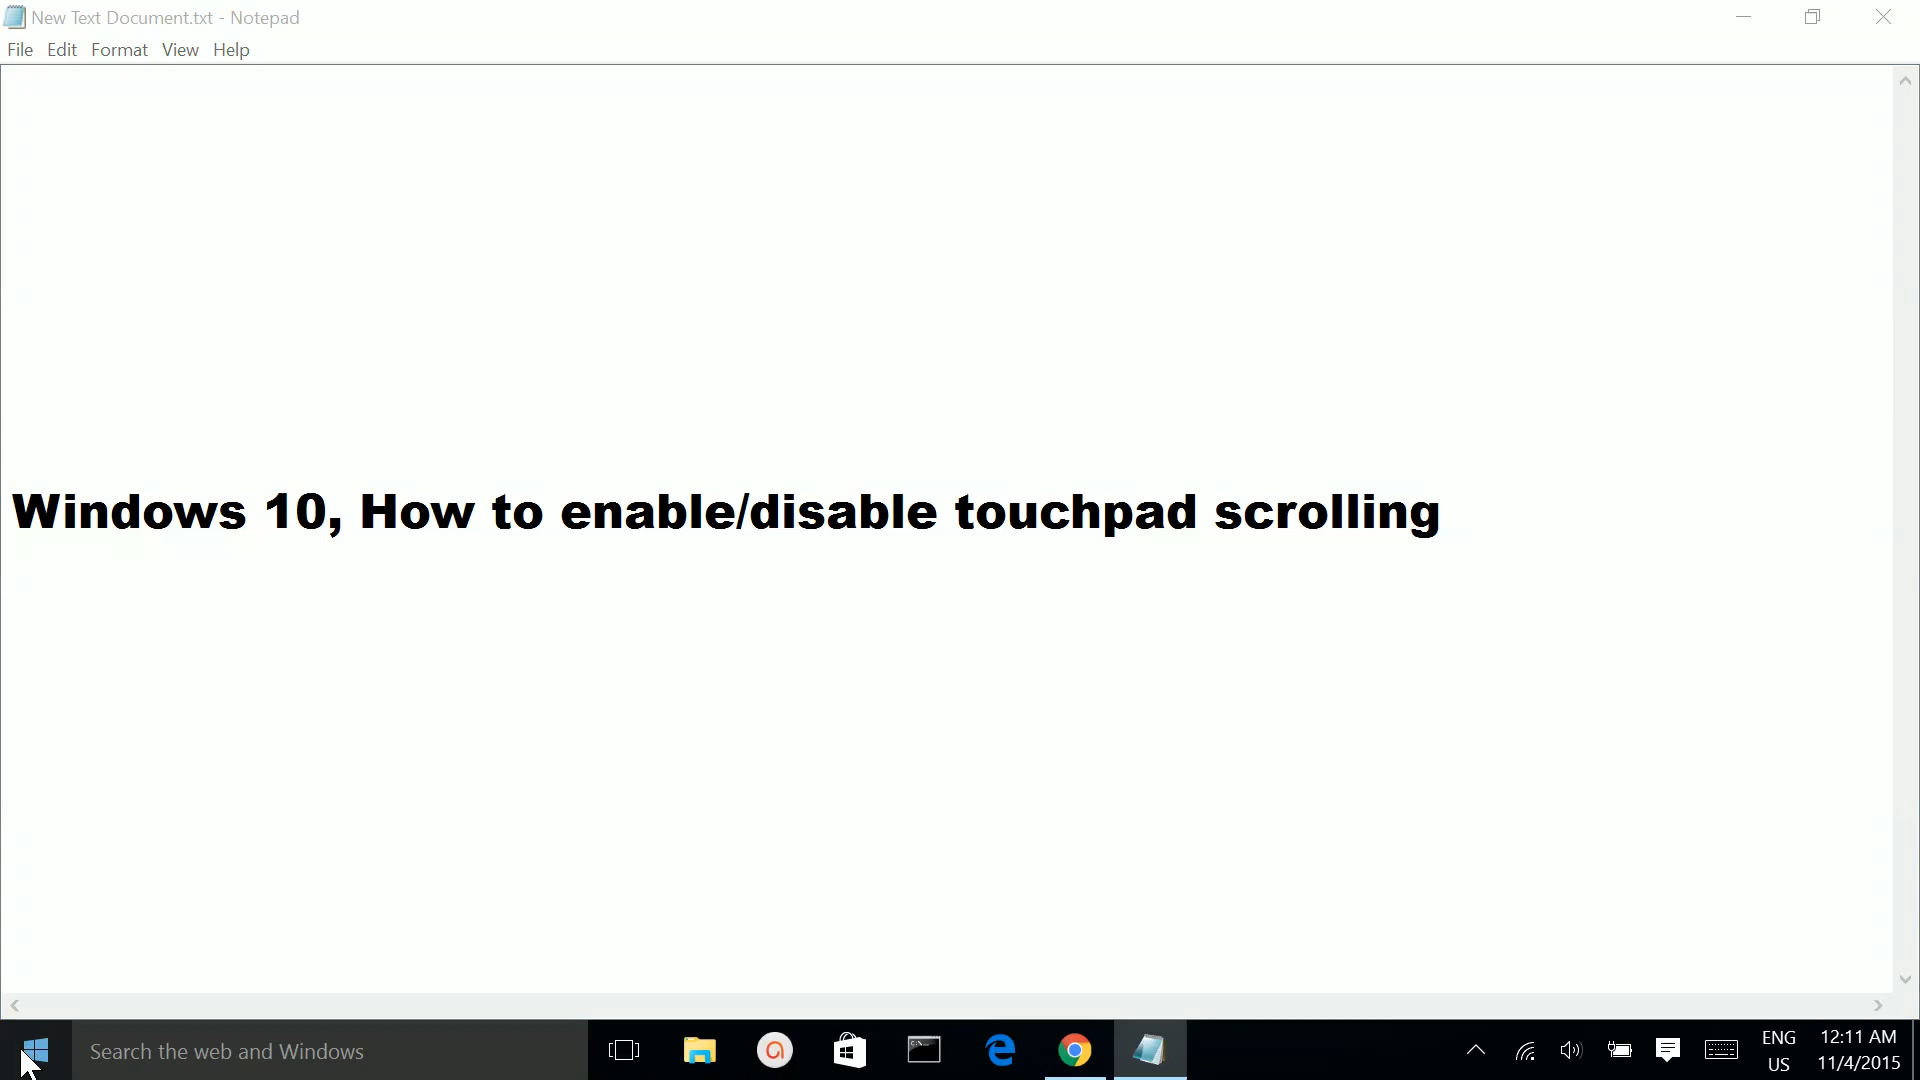 New Text Document.txt - Notepad
File Edit Format View Help
Windows 10, How to enable/disable touchpad scrolling
Search the web and Windows
ENG
US
12:11 AM
11/4/2015